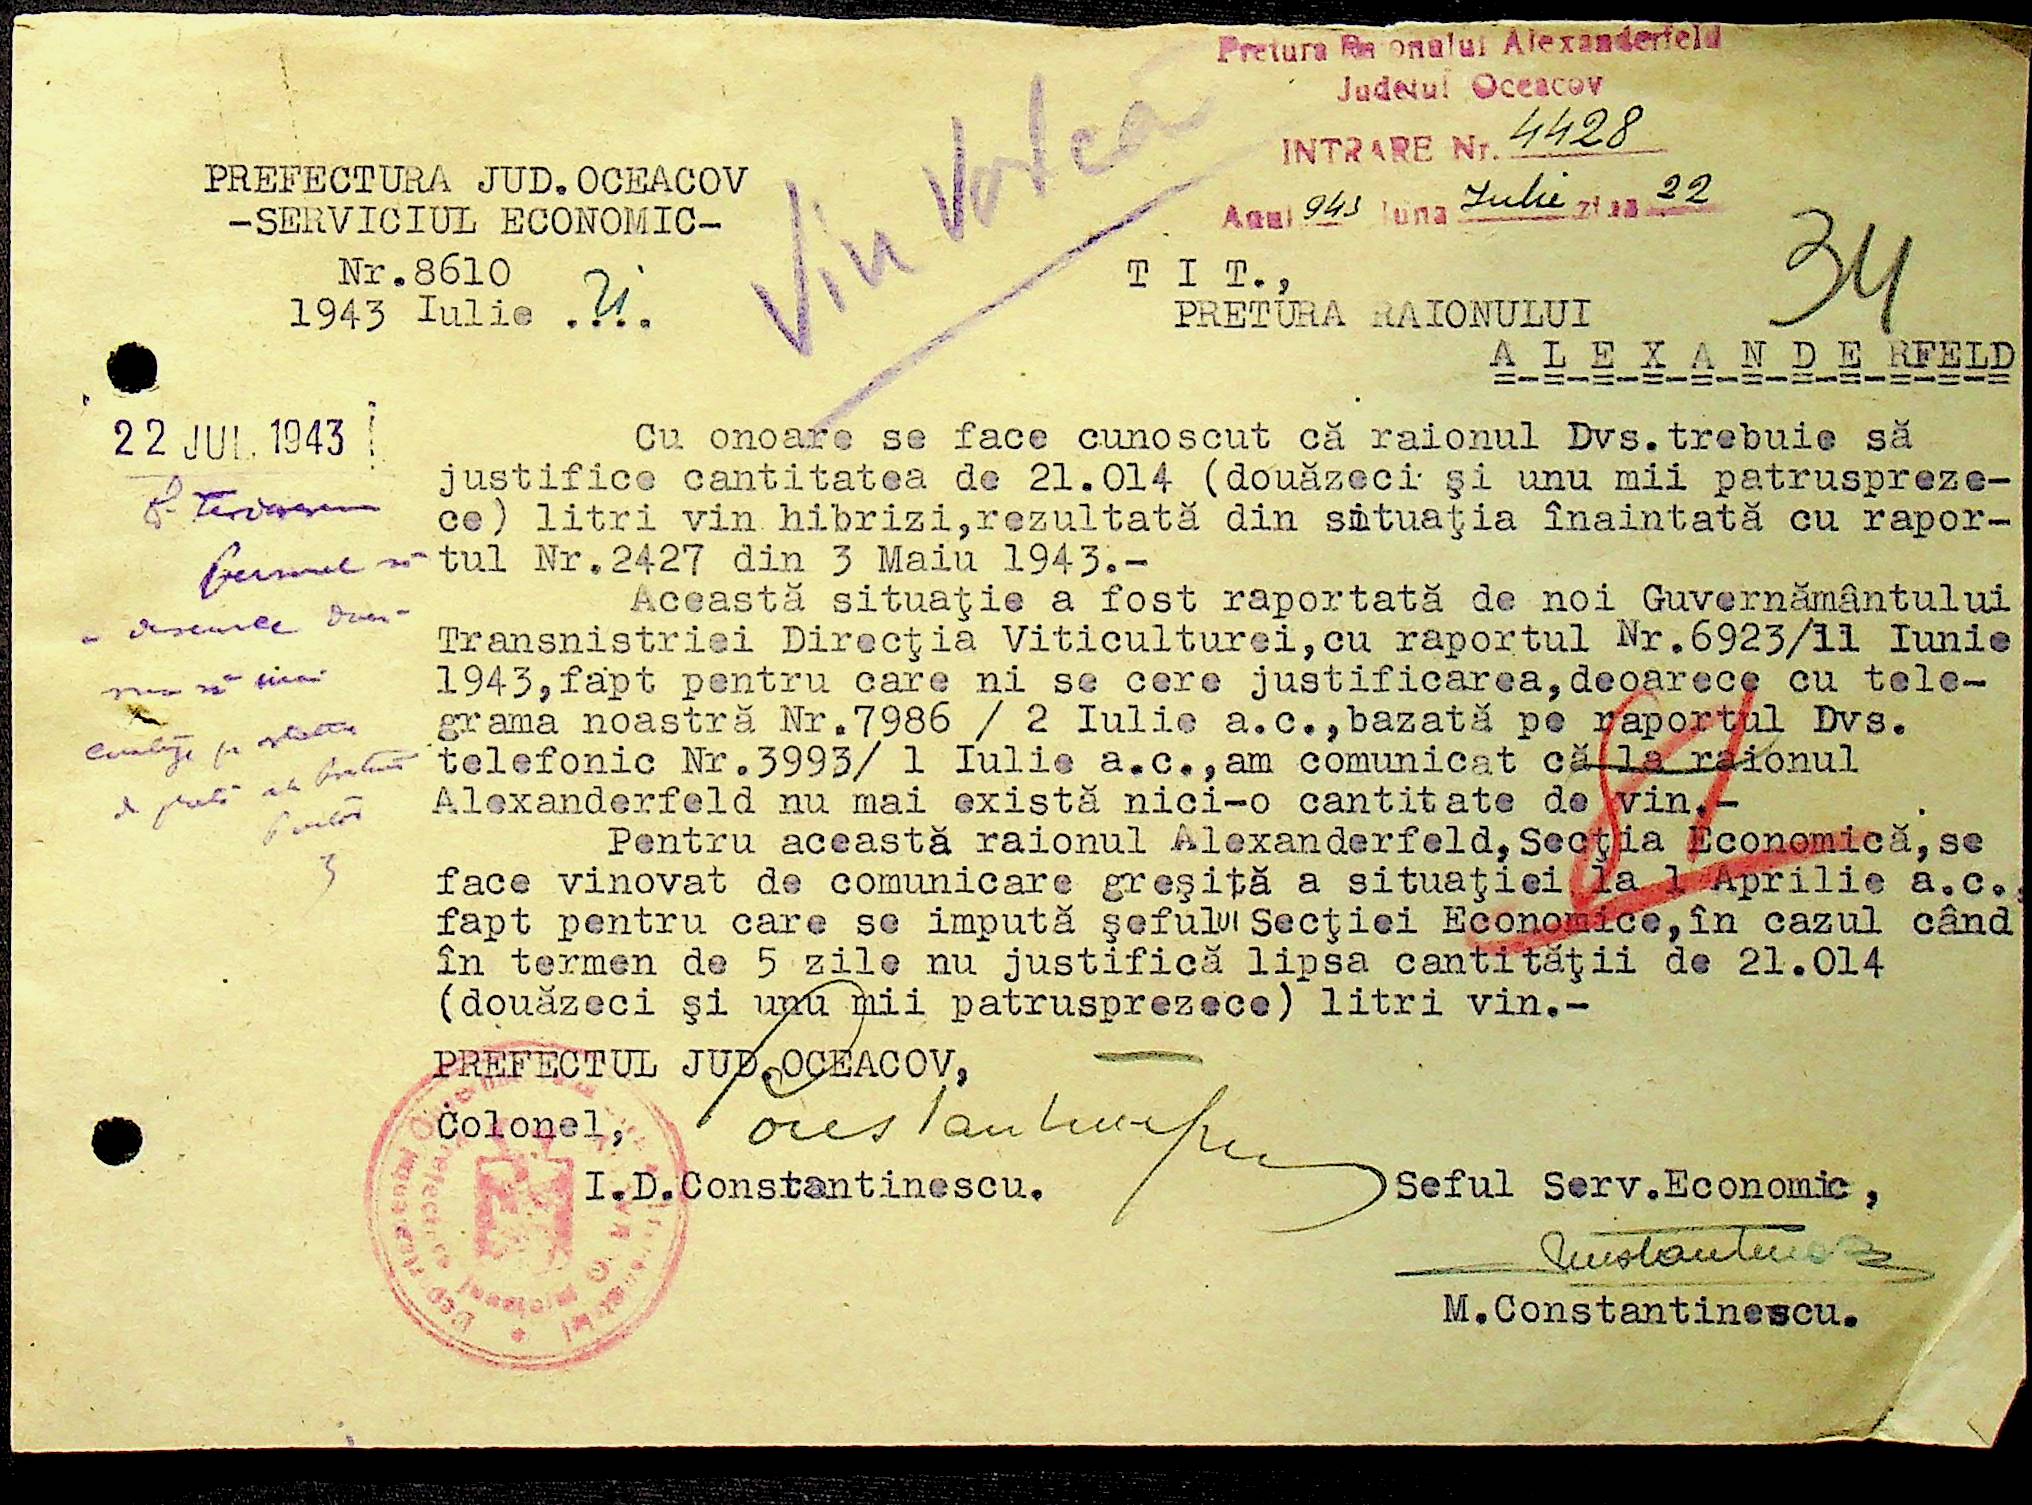 Pretura Raionului Alexanderfeld
Judetul Oceacov
INTRARE Nr. 4428
Anul 943 luna Iulie ziua 22
Vin
34
PREFECTURA JUD.OCEACOV
-SERVICIUL ECONOMIC-
Nr.8610
1943 Iulie ....
T I T.,
PRETURA RAIONULUI
A L E X A N D E RFELD
22 JUL. 1943
Cu onoare se face cunoscut că raionul Dvs.trebuie să
justifice cantitatea de 21.014 (douăzeci şi unu mii patruspreze-
ce) litri vin hibrizi,rezultată din situaţia înaintată cu rapor-
tul Nr.2427 din 3 Maiu 1943.-
Această situaţie a fost raportată de noi Guvernământului
Transnistriei Direcţia Viticulturei,cu raportul Nr.6923/11 Iunie
1943,fapt pentru care ni se cere justificarea,deoarece cu tele-
grama noastră Nr.7986 / 2 Iulie a.c.,bazată pe raportul Dvs.
telefonic Nr.3993/ 1 Iulie a.c.,am comunicat că la raionul
Alexanderfeld nu mai există nici-o cantitate de vin.-
Pentru această raionul Alexanderfeld,Secţia Economică,se
face vinovat de comunicare greşiţă a situaţiei la 1 Aprilie a.c.,
fapt pentru care se impută şefului Secţiei Economice,în cazul când
în termen de 5 zile nu justifică lipsa cantităţii de 21.014
(douăzeci şi unu mii patrusprezece) litri vin.-
PREFECTUL JUD.OCEACOV,
Colonel,
I.D.Constantinescu.
Seful Serv.Economic,
M.Constantinescu.